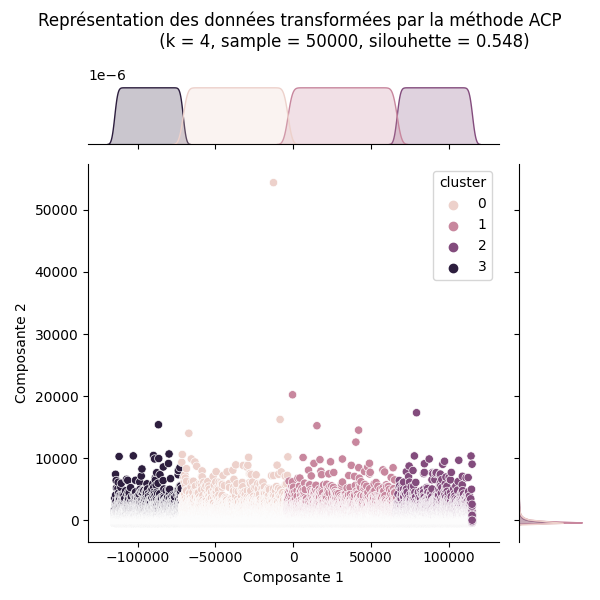 Représentation des données transformées par la méthode ACP
(k = 4, sample = 50000, silouhette = 0.548)
1e−6
cluster
0
1
2
3
50000
40000
30000
20000
10000
0
Composante 2
−100000 −50000 0 50000 100000
Composante 1